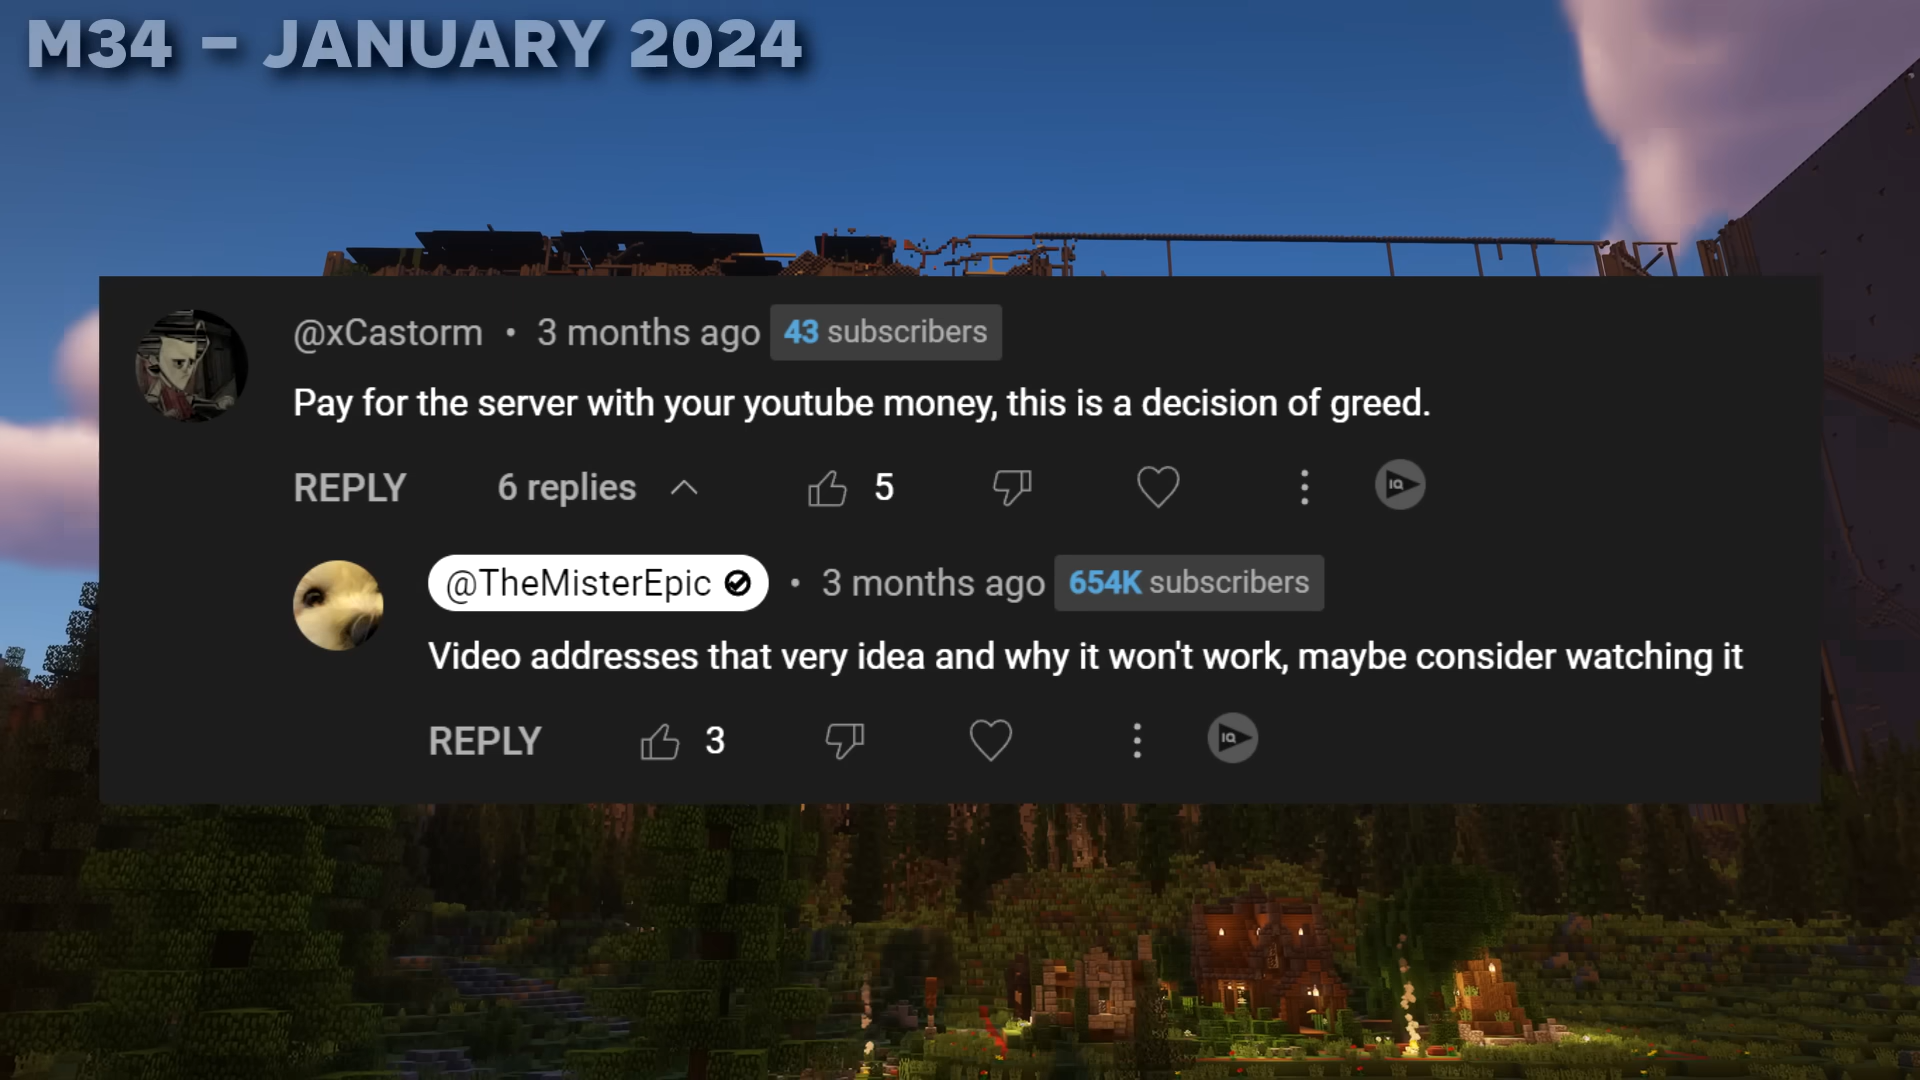 M34 – JANUARY 2024
@xCastorm • 3 months ago 43 subscribers
Pay for the server with your youtube money, this is a decision of greed.
REPLY 6 replies 5
IQ
@TheMisterEpic • 3 months ago 654K subscribers
Video addresses that very idea and why it won't work, maybe consider watching it
REPLY 3
IQ